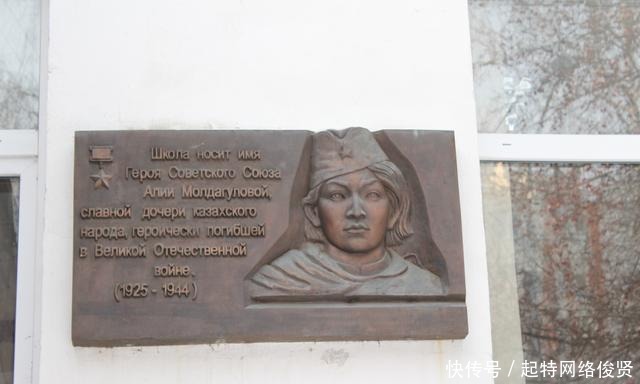 Школа носит имя
Героя Советского Союза
Алии Молдагуловой,
славной дочери казахского
народа, героически погибшей
в Великой Отечественной
войне.
(1925 - 1944)
快传号 / 起特网络俊贤